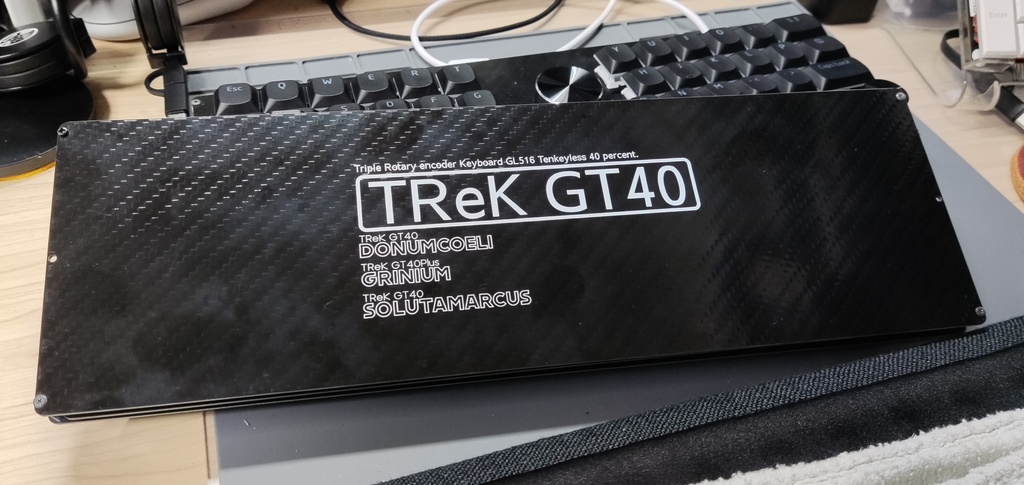 Esc Q W E R T
S D F G
Triple Rotary encoder Keyboard GL516 Tenkeyless 40 percent.
TReK GT40
TReK GT40
DONUMCOELI
TReK GT40Plus
GRINIUM
TReK GT40
SOLUTAMARCUS